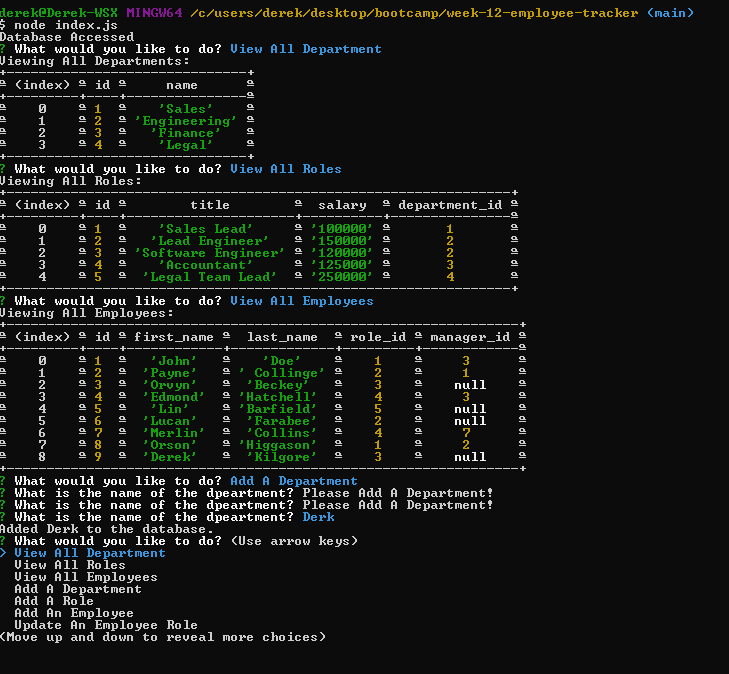 derek@Derek-WSX MINGW64 /c/users/derek/desktop/bootcamp/week-12-employee-tracker (main)
$ node index.js
Database Accessed
? What would you like to do? View All Department
Viewing All Departments:
+------------------------------+
ª (index) ª id ª     name      ª
+---------+----+---------------ª
ª    0    ª 1  ª    'Sales'    ª
ª    1    ª 2  ª 'Engineering' ª
ª    2    ª 3  ª   'Finance'   ª
ª    3    ª 4  ª    'Legal'    ª
+------------------------------+
? What would you like to do? View All Roles
Viewing All Roles:
+---------------------------------------------------------------+
ª (index) ª id ª        title        ª  salary  ª department_id ª
+---------+----+---------------------+----------+---------------ª
ª    0    ª 1  ª    'Sales Lead'     ª '100000' ª       1       ª
ª    1    ª 2  ª   'Lead Engineer'   ª '150000' ª       2       ª
ª    2    ª 3  ª 'Software Engineer' ª '120000' ª       2       ª
ª    3    ª 4  ª    'Accountant'     ª '125000' ª       3       ª
ª    4    ª 5  ª  'Legal Team Lead'  ª '250000' ª       4       ª
+---------------------------------------------------------------+
? What would you like to do? View All Employees
Viewing All Employees:
+----------------------------------------------------------------+
ª (index) ª id ª first_name ª  last_name  ª role_id ª manager_id ª
+---------+----+------------+-------------+---------+------------ª
ª    0    ª 1  ª   'John'   ª    'Doe'    ª    1    ª     3      ª
ª    1    ª 2  ª  'Payne'   ª ' Collinge' ª    2    ª     1      ª
ª    2    ª 3  ª  'Orvyn'   ª  'Beckey'   ª    3    ª    null    ª
ª    3    ª 4  ª  'Edmond'  ª 'Hatchell'  ª    4    ª     3      ª
ª    4    ª 5  ª   'Lin'    ª 'Barfield'  ª    5    ª    null    ª
ª    5    ª 6  ª  'Lucan'   ª  'Farabee'  ª    2    ª    null    ª
ª    6    ª 7  ª  'Merlin'  ª  'Collins'  ª    4    ª     7      ª
ª    7    ª 8  ª  'Orson'   ª 'Higgason'  ª    1    ª     2      ª
ª    8    ª 9  ª  'Derek'   ª  'Kilgore'  ª    3    ª    null    ª
+----------------------------------------------------------------+
? What would you like to do? Add A Department
? What is the name of the dpeartment? Please Add A Department!
? What is the name of the dpeartment? Please Add A Department!
? What is the name of the dpeartment? Derk
Added Derk to the database.
? What would you like to do? (Use arrow keys)
> View All Department
  View All Roles
  View All Employees
  Add A Department
  Add A Role
  Add An Employee
  Update An Employee Role
(Move up and down to reveal more choices)